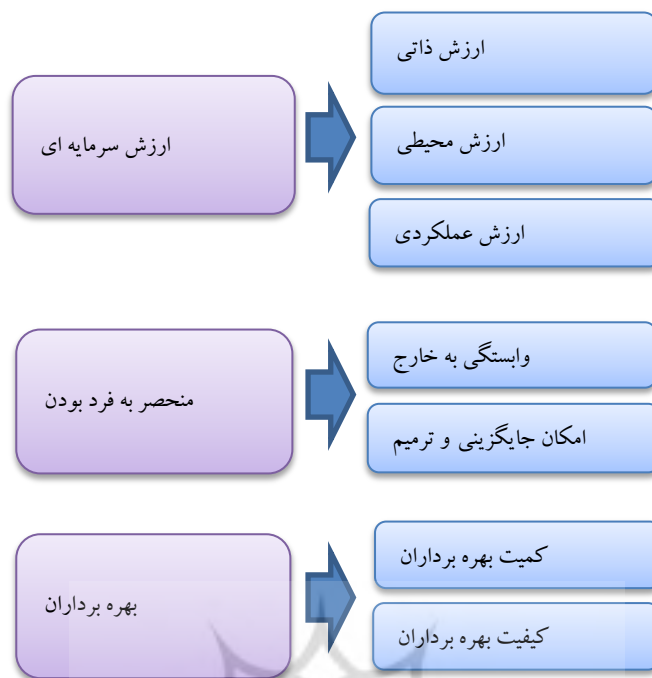 ارزش سرمایه ای
ارزش ذاتی
ارزش محیطی
ارزش عملکردی
منحصر به فرد بودن
وابستگی به خارج
امکان جایگزینی و ترمیم
بهره برداران
کمیت بهره برداران
کیفیت بهره برداران